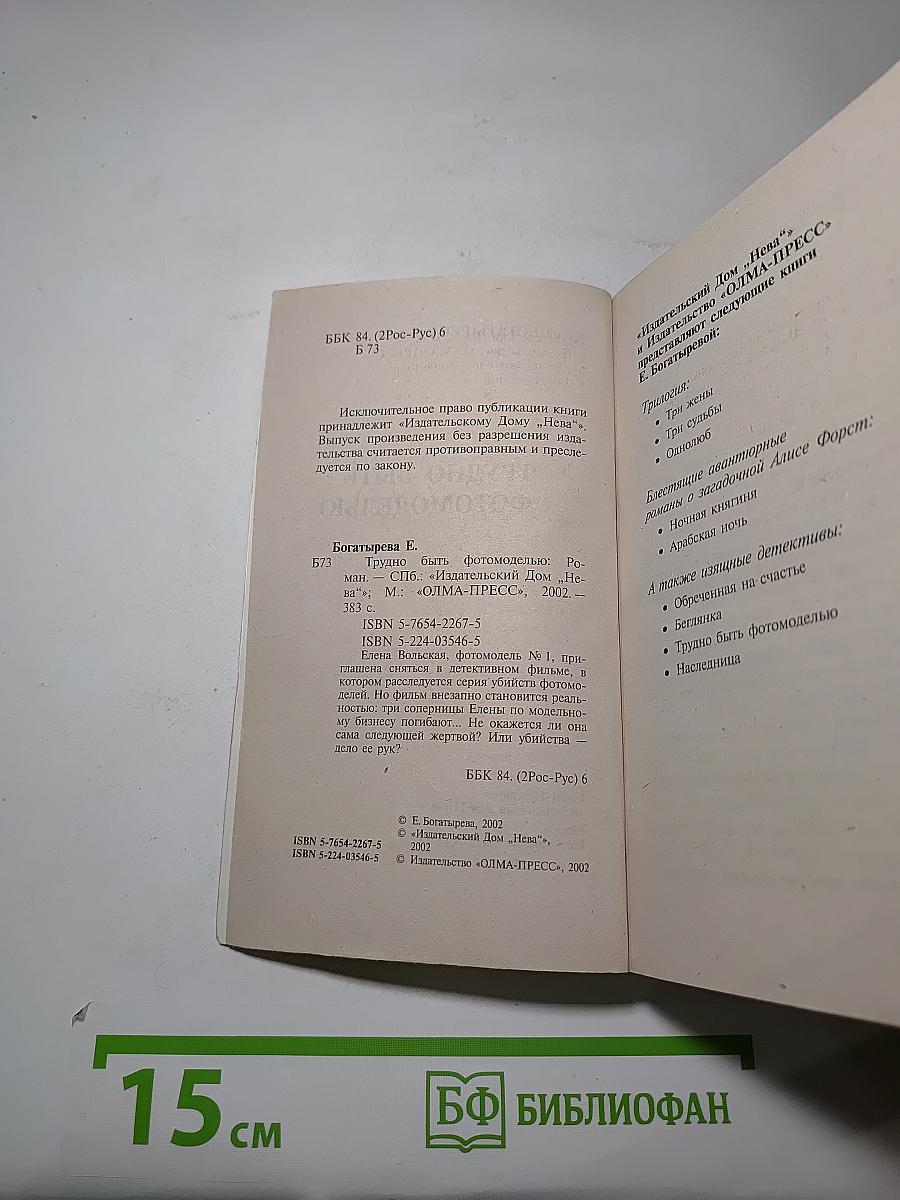 ББК 84. (2Рос-Рус) 6
Б 73
Исключительное право публикации книги
принадлежит «Издательскому Дому „Нева“».
Выпуск произведения без разрешения изда-
тельства считается противоправным и пресле-
дуется по закону.
Богатырева Е.
Б73 Трудно быть фотомоделью: Ро-
ман. — СПб.: «Издательский Дом „Не-
ва“»; М.: «ОЛМА-ПРЕСС», 2002. —
383 с.
ISBN 5-7654-2267-5
ISBN 5-224-03546-5
Елена Вольская, фотомодель № 1, при-
глашена сняться в детективном фильме, в
котором расследуется серия убийств фотомо-
делей. Но фильм внезапно становится реаль-
ностью: три соперницы Елены по модельно-
му бизнесу погибают... Не окажется ли она
сама следующей жертвой? Или убийства —
дело ее рук?
ББК 84. (2Рос-Рус) 6
© Е. Богатырева, 2002
© «Издательский Дом „Нева“»,
2002
© Издательство «ОЛМА-ПРЕСС», 2002
ISBN 5-7654-2267-5
ISBN 5-224-03546-5
«Издательский Дом „Нева“»
и Издательство «ОЛМА-ПРЕСС»
представляют следующие книги
Е. Богатыревой:
Трилогия:
• Три жены
• Три судьбы
• Однолюб
Блестящие авантюрные
романы о загадочной Алисе Форст:
• Ночная княгиня
• Арабская ночь
А также изящные детективы:
• Обреченная на счастье
• Беглянка
• Трудно быть фотомоделью
• Наследница
15 см
БФ БИБЛИОФАН